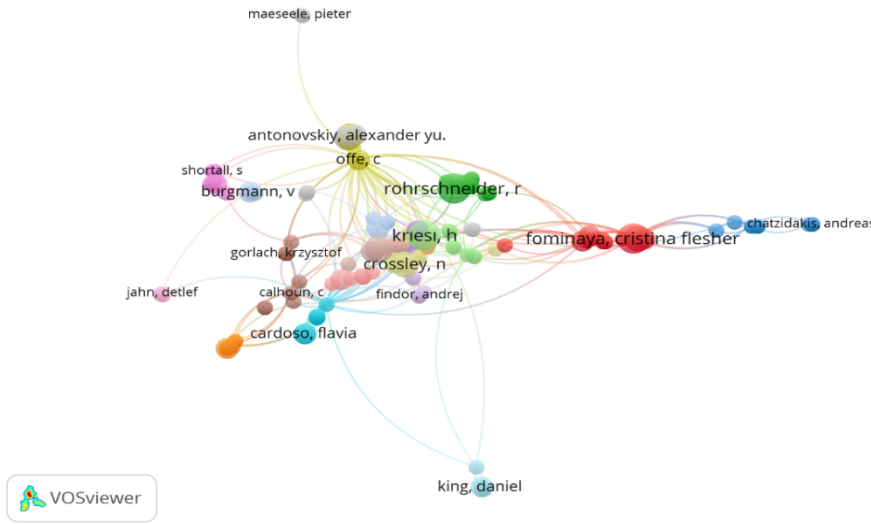 maeseele, pieter
antonovskiy, alexander yu.
offe, c
shortall, s
burgmann, v
rohrschneider, r
chatzidakis, andreas
kriesi, h
fominaya, cristina flesher
gorlach, krzysztof
crossley, n
jahn, detlef
calhoun, c
findor, andrej
cardoso, flavia
king, daniel
VOSviewer